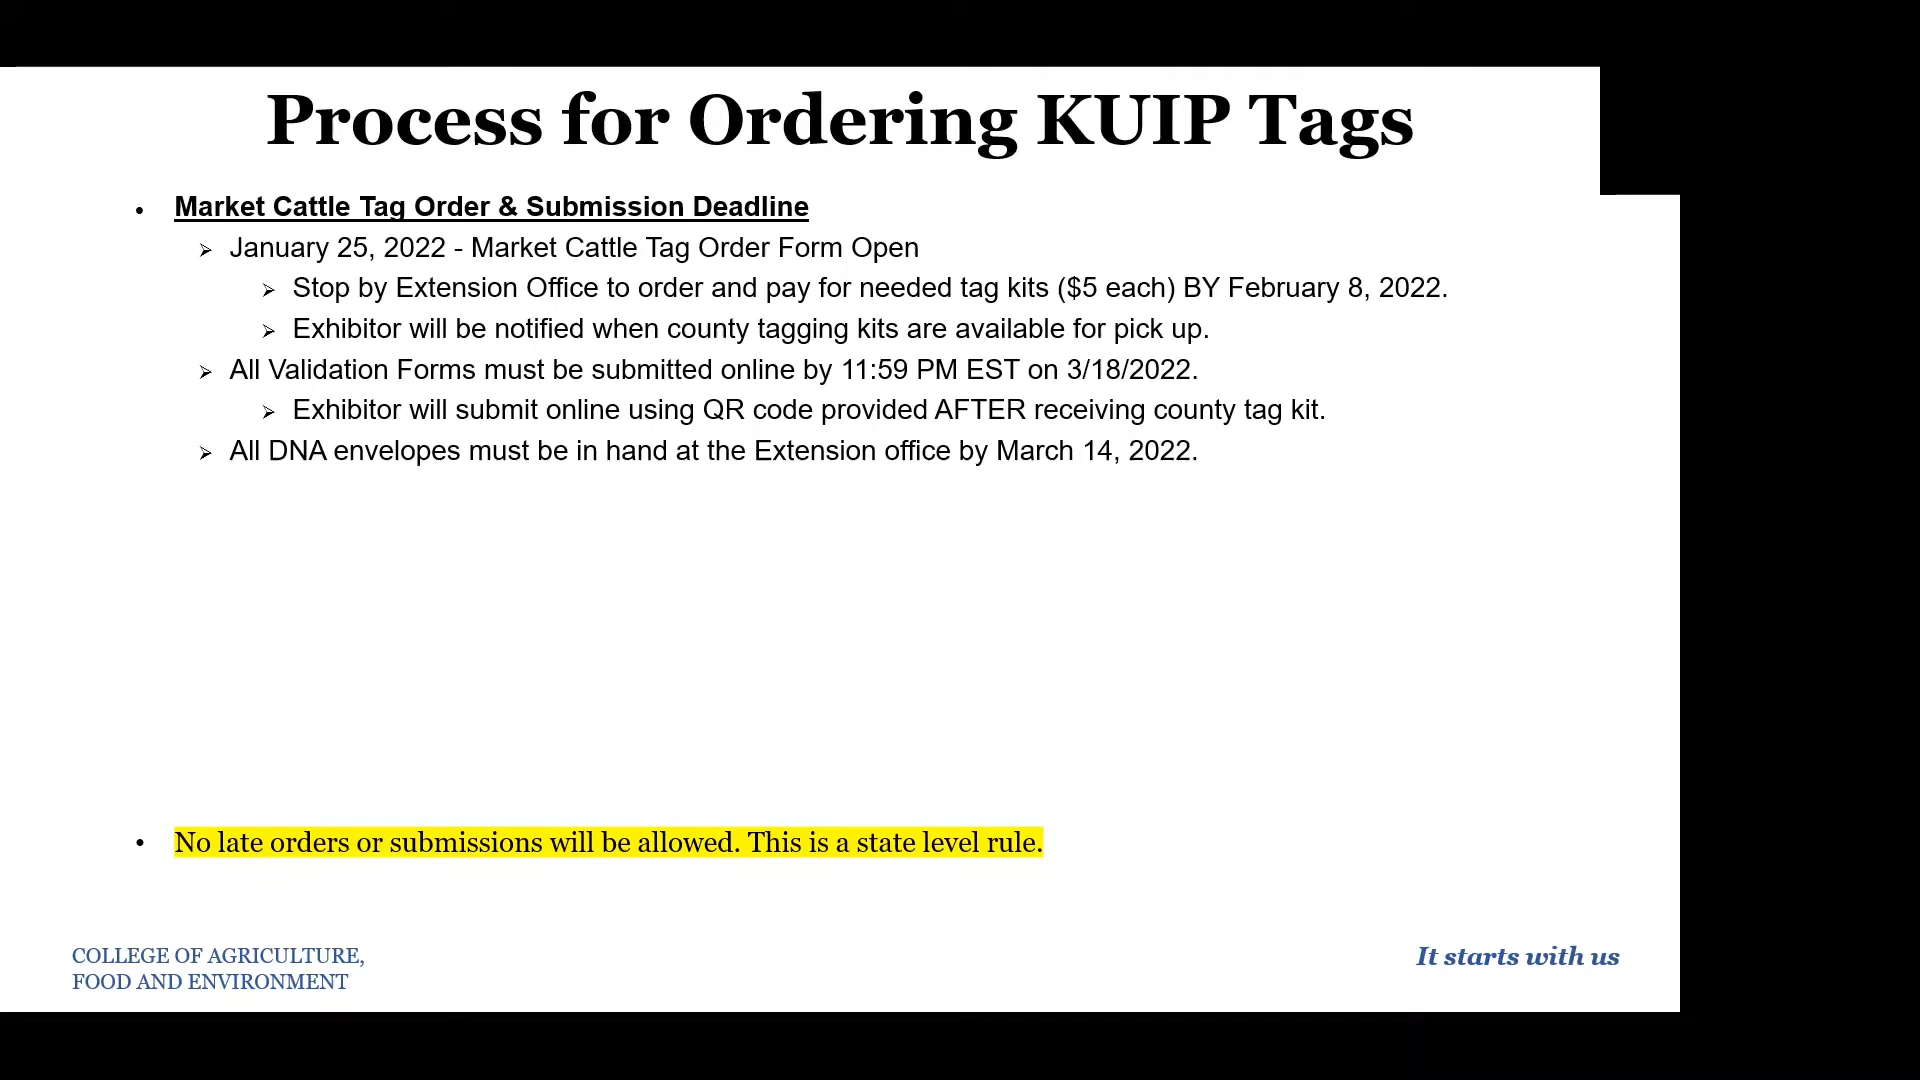 Process for Ordering KUIP Tags
• Market Cattle Tag Order & Submission Deadline
➢ January 25, 2022 - Market Cattle Tag Order Form Open
➢ Stop by Extension Office to order and pay for needed tag kits ($5 each) BY February 8, 2022.
➢ Exhibitor will be notified when county tagging kits are available for pick up.
➢ All Validation Forms must be submitted online by 11:59 PM EST on 3/18/2022.
➢ Exhibitor will submit online using QR code provided AFTER receiving county tag kit.
➢ All DNA envelopes must be in hand at the Extension office by March 14, 2022.
• No late orders or submissions will be allowed. This is a state level rule.
COLLEGE OF AGRICULTURE,
FOOD AND ENVIRONMENT
It starts with us